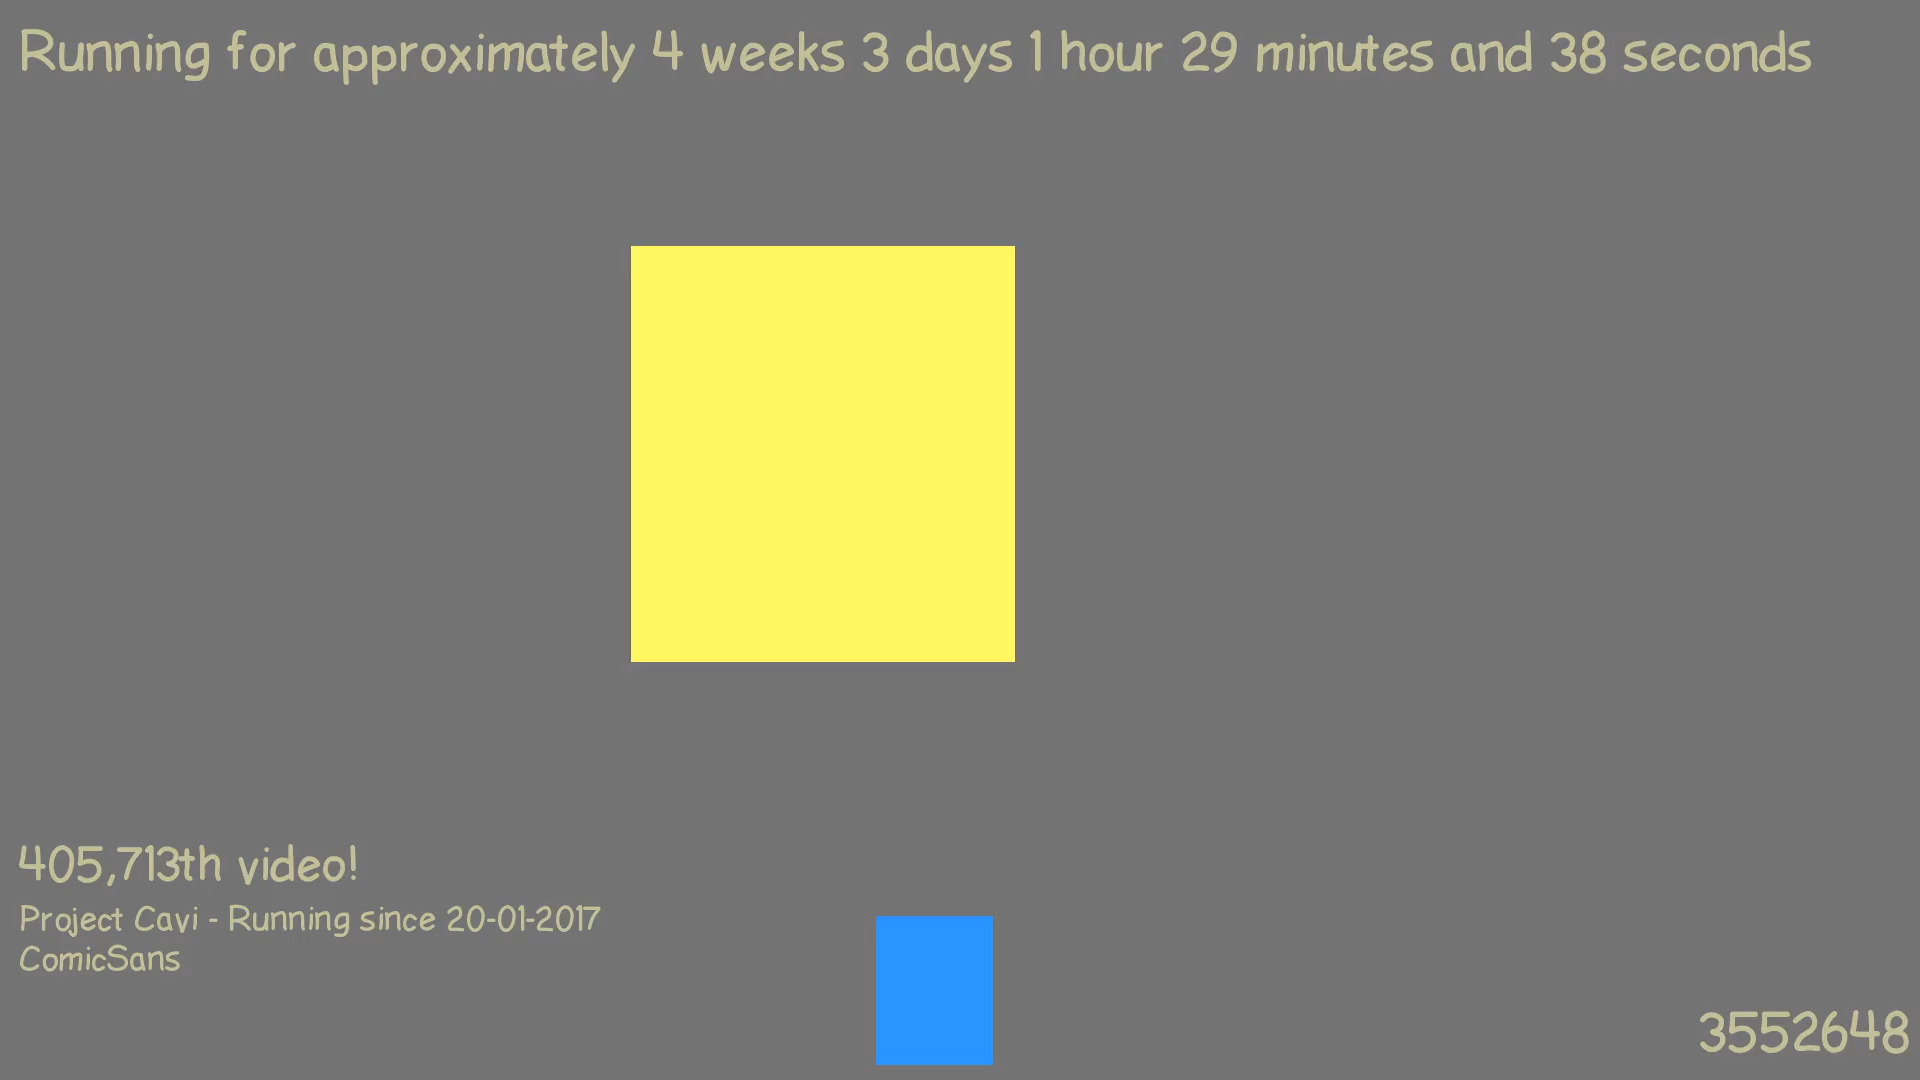 Running for approximately 4 weeks 3 days 1 hour 29 minutes and 38 seconds
405,713th video!
Project Cavi - Running since 20-01-2017
ComicSans
3552648